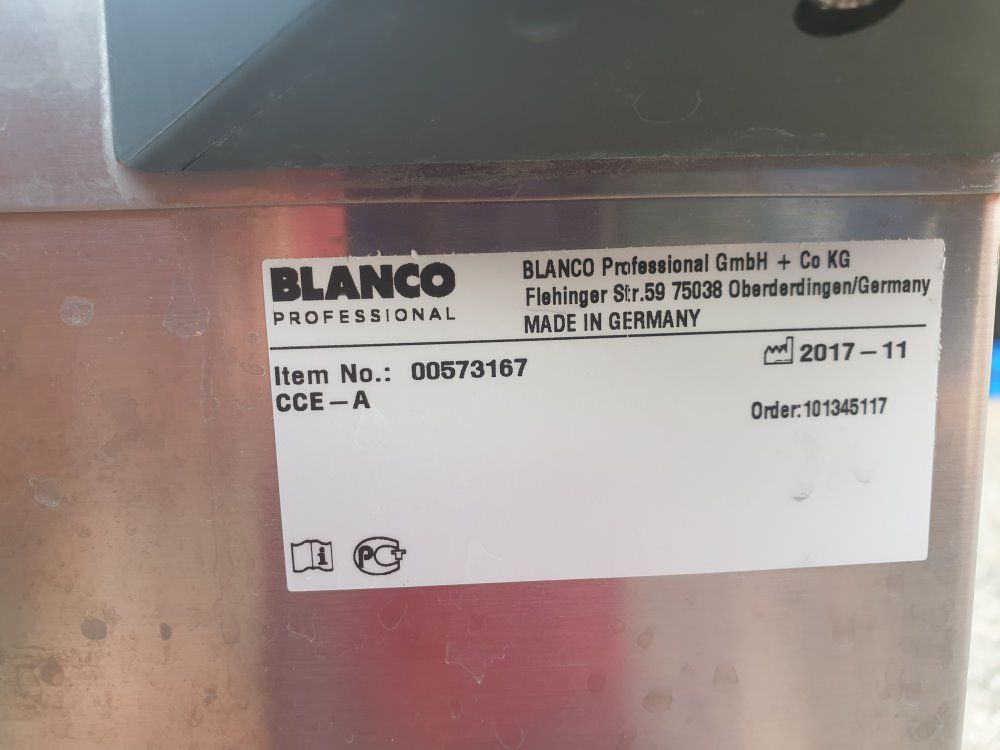 BLANCO
PROFESSIONAL
BLANCO Professional GmbH + Co KG
Flehinger Str.59 75038 Oberderdingen/Germany
MADE IN GERMANY
Item No.: 00573167
CCE-A
2017-11
Order:101345117
i
PCT